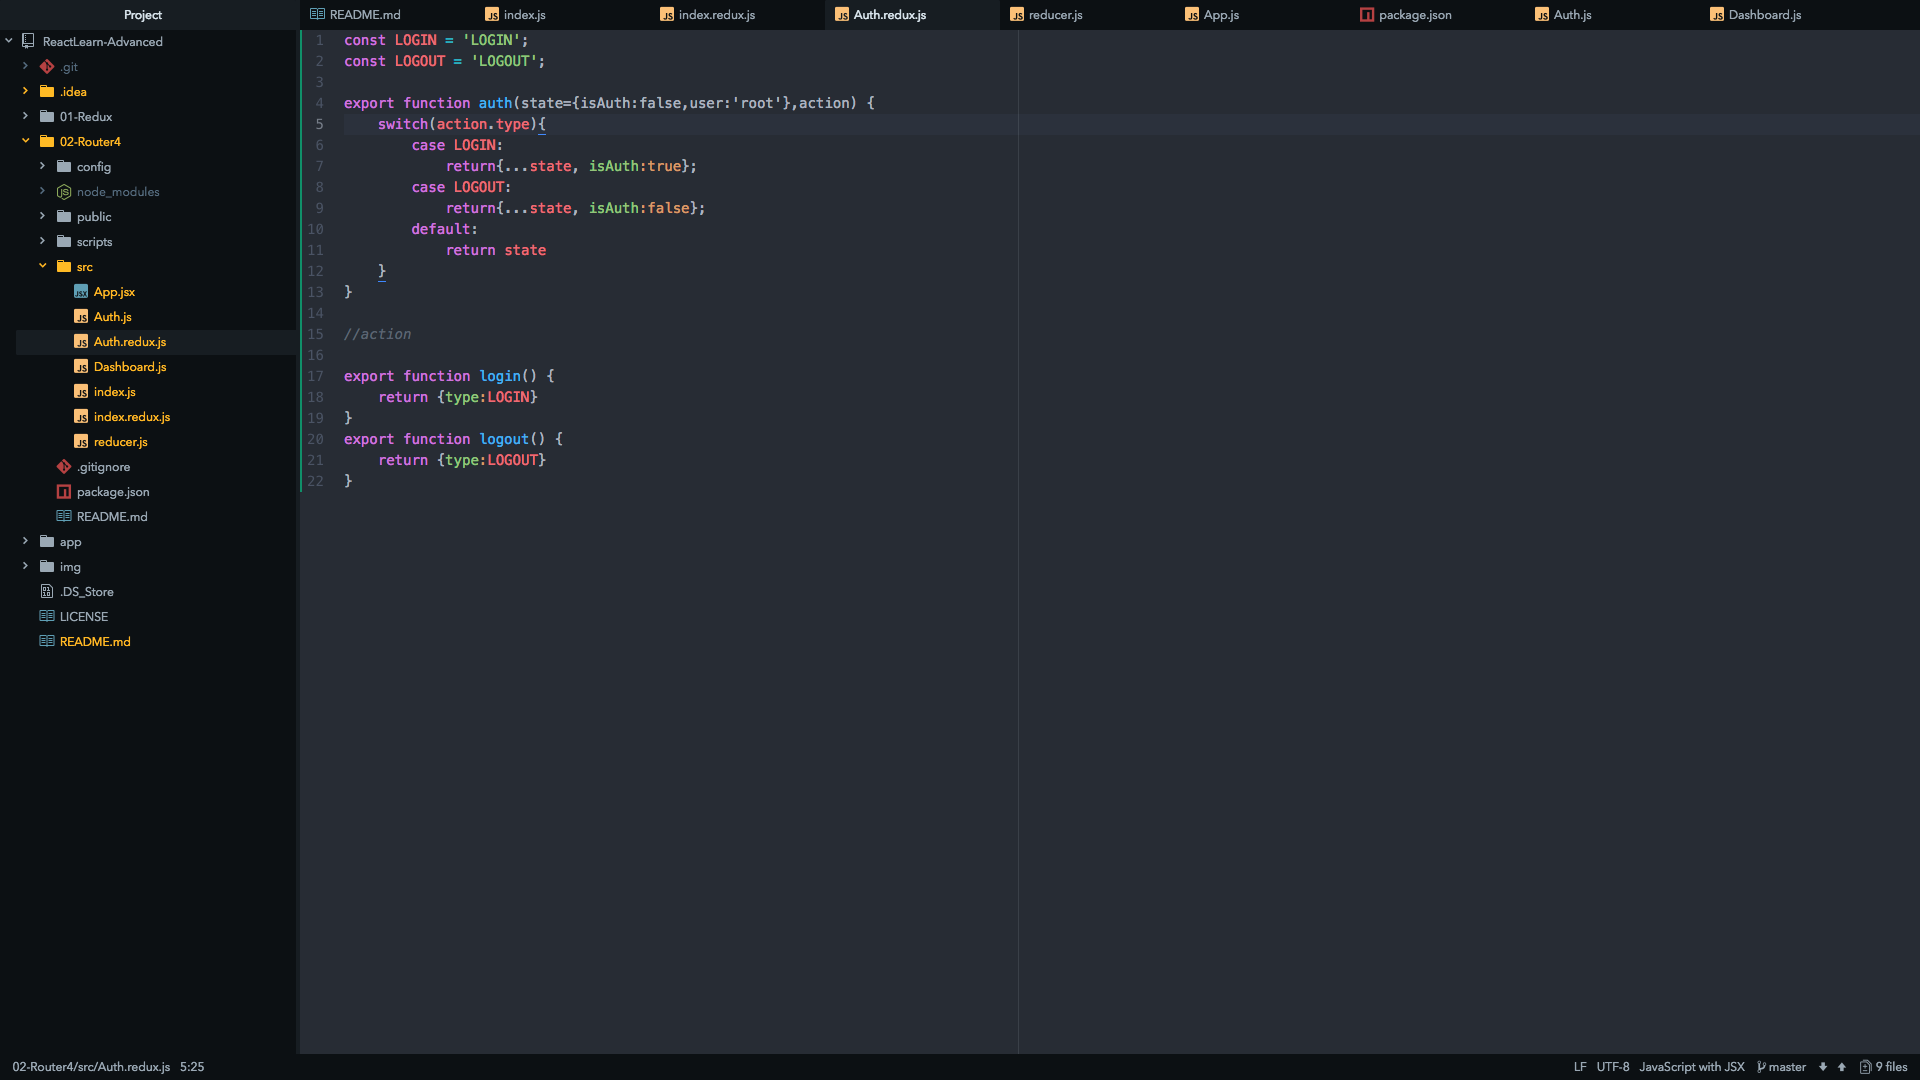 Project
ReactLearn-Advanced
.git
.idea
01-Redux
02-Router4
config
node_modules
public
scripts
src
App.jsx
Auth.js
Auth.redux.js
Dashboard.js
index.js
index.redux.js
reducer.js
.gitignore
package.json
README.md
app
img
.DS_Store
LICENSE
README.md
README.md index.js index.redux.js Auth.redux.js reducer.js App.js package.json Auth.js Dashboard.js
1 const LOGIN = 'LOGIN';
2 const LOGOUT = 'LOGOUT';
3
4 export function auth(state={isAuth:false,user:'root'},action) {
5     switch(action.type){
6         case LOGIN:
7             return{...state, isAuth:true};
8         case LOGOUT:
9             return{...state, isAuth:false};
10         default:
11             return state
12     }
13 }
14
15 //action
16
17 export function login() {
18     return {type:LOGIN}
19 }
20 export function logout() {
21     return {type:LOGOUT}
22 }
02-Router4/src/Auth.redux.js 5:25 LF UTF-8 JavaScript with JSX master 9 files